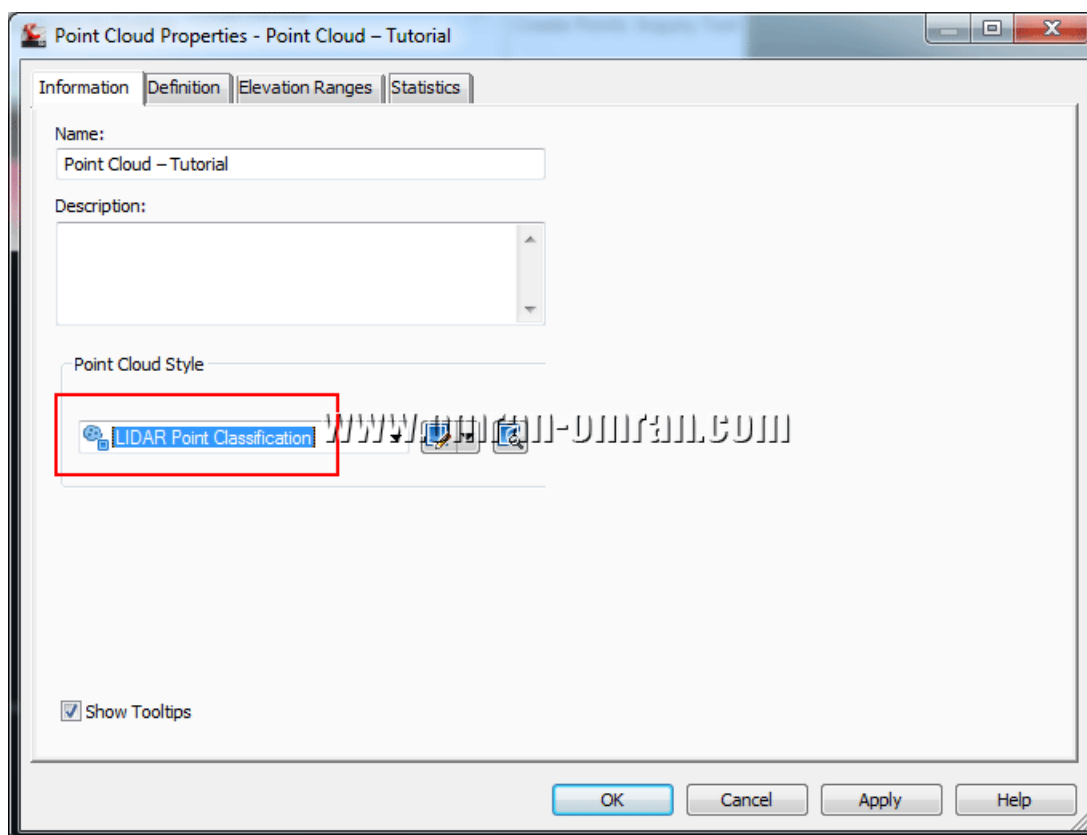 Point Cloud Properties - Point Cloud – Tutorial
Information Definition Elevation Ranges Statistics
Name:
Point Cloud – Tutorial
Description:
Point Cloud Style
LIDAR Point Classification
www.omran-omran.com
Show Tooltips
OK Cancel Apply Help